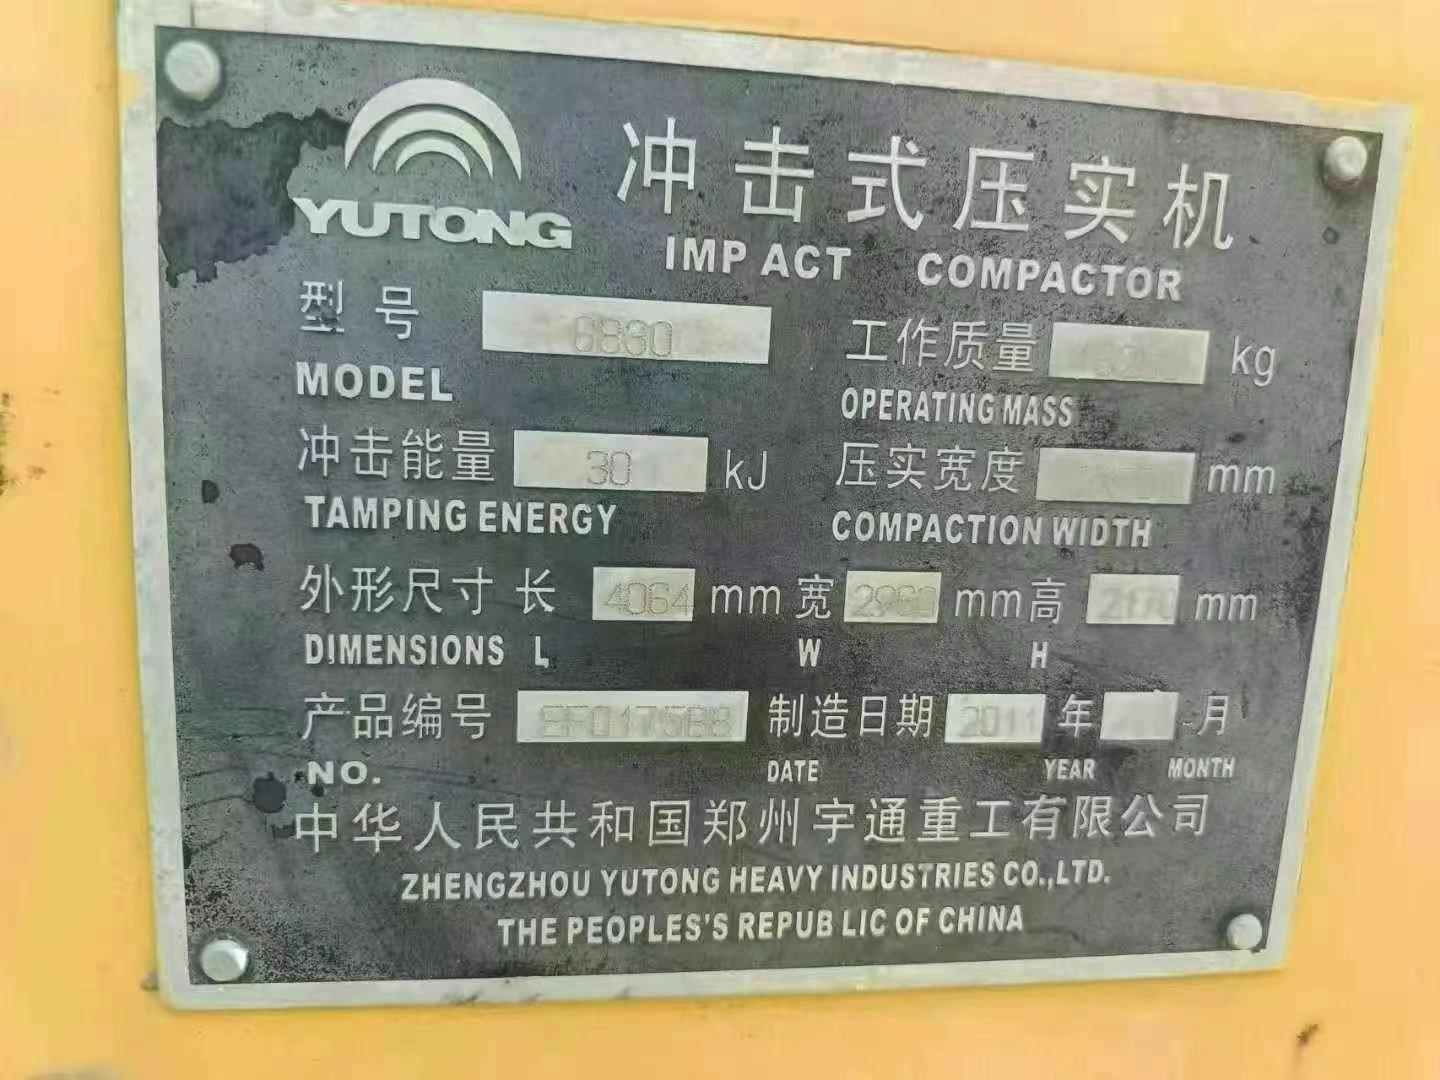 YUTONG
冲击式压实机
IMP ACT COMPACTOR
型号 6830 工作质量 kg
MODEL OPERATING MASS
冲击能量 30 kJ 压实宽度 mm
TAMPING ENERGY COMPACTION WIDTH
外形尺寸 长 4064 mm 宽 2960 mm 高 2170 mm
DIMENSIONS L W H
产品编号 制造日期 2011 年 月
NO. DATE YEAR MONTH
中华人民共和国郑州宇通重工有限公司
ZHENGZHOU YUTONG HEAVY INDUSTRIES CO.,LTD.
THE PEOPLES'S REPUB LIC OF CHINA